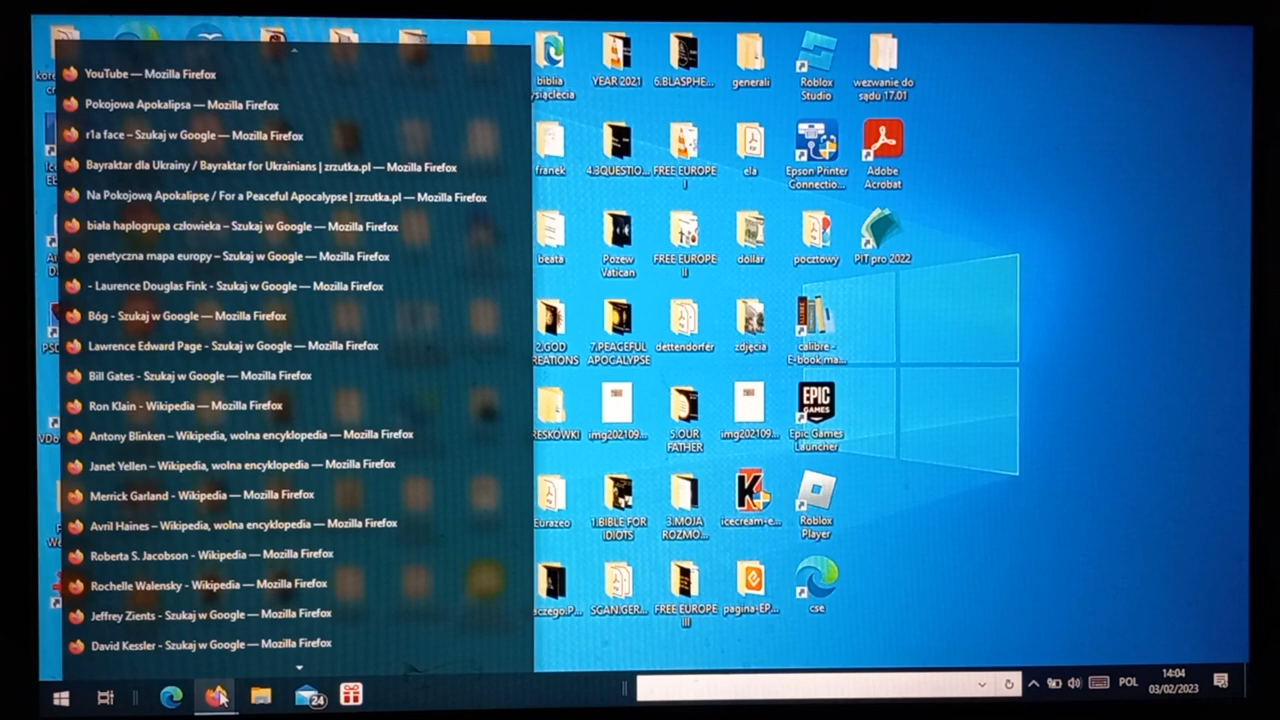 YouTube — Mozilla Firefox
Pokojowa Apokalipsa — Mozilla Firefox
r1a face – Szukaj w Google — Mozilla Firefox
Bayraktar dla Ukrainy / Bayraktar for Ukrainians | zrzutka.pl — Mozilla Firefox
Na Pokojową Apokalipsę / For a Peaceful Apocalypse | zrzutka.pl — Mozilla Firefox
biała haplogrupa człowieka – Szukaj w Google — Mozilla Firefox
genetyczna mapa europy – Szukaj w Google — Mozilla Firefox
- Laurence Douglas Fink - Szukaj w Google — Mozilla Firefox
Bóg - Szukaj w Google — Mozilla Firefox
Lawrence Edward Page - Szukaj w Google — Mozilla Firefox
Bill Gates - Szukaj w Google — Mozilla Firefox
Ron Klain - Wikipedia — Mozilla Firefox
Antony Blinken – Wikipedia, wolna encyklopedia — Mozilla Firefox
Janet Yellen – Wikipedia, wolna encyklopedia — Mozilla Firefox
Merrick Garland - Wikipedia — Mozilla Firefox
Avril Haines – Wikipedia, wolna encyklopedia — Mozilla Firefox
Roberta S. Jacobson - Wikipedia — Mozilla Firefox
Rochelle Walensky - Wikipedia — Mozilla Firefox
Jeffrey Zients - Szukaj w Google — Mozilla Firefox
David Kessler - Szukaj w Google — Mozilla Firefox
biblia
ysiąclecia
YEAR 2021
6.BLASPHE...
generali
Roblox
Studio
wezwanie do
sądu 17.01
franek
4.3QUESTIO...
FREE EUROPE
I
ela
Epson Printer
Connectio...
Adobe
Acrobat
beata
Pozew
Vatican
FREE EUROPE
II
dollar
pocztowy
PIT pro 2022
2.GOD
REATIONS
7.PEACEFUL
APOCALYPSE
dettendorfer
zdjęcia
calibre -
E-book ma...
RESKÓWKI
img202109...
5.OUR
FATHER
img202109...
EPIC
GAMES
Epic Games
Launcher
Eurazeo
1.BIBLE FOR
IDIOTS
3.MOJA
ROZMO...
icecream-e...
Roblox
Player
aczego.P...
SCAN.GER...
FREE EUROPE
III
pagina-EP...
cse
24
POL
14:04
03/02/2023